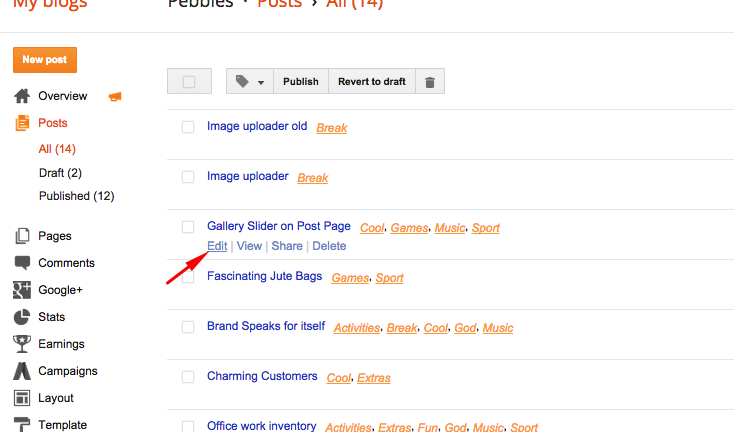 My blogs
Pebbles · Posts › All (14)
New post
Overview
Posts
All (14)
Draft (2)
Published (12)
Pages
Comments
Google+
Stats
Earnings
Campaigns
Layout
Template
Publish
Revert to draft
Image uploader old Break
Image uploader Break
Gallery Slider on Post Page Cool, Games, Music, Sport
Edit | View | Share | Delete
Fascinating Jute Bags Games, Sport
Brand Speaks for itself Activities, Break, Cool, God, Music
Charming Customers Cool, Extras
Office work inventory Activities, Extras, Fun, God, Music, Sport